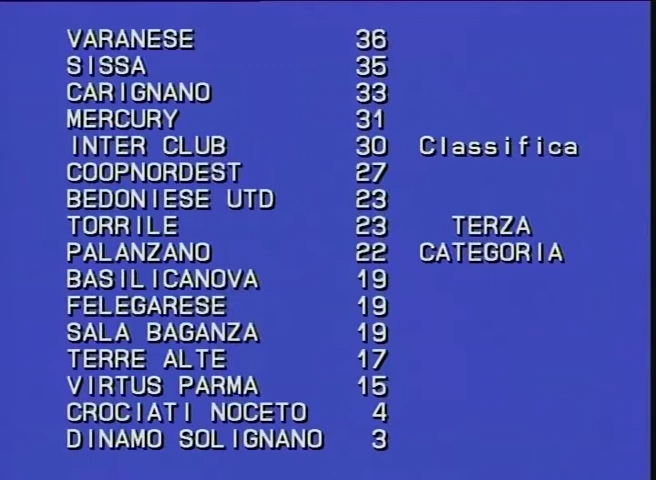 VARANESE 36
SISSA 35
CARIGNANO 33
MERCURY 31
INTER CLUB 30 Classifica
COOPNORDEST 27
BEDONIESE UTD 23
TORRILE 23 TERZA
PALANZANO 22 CATEGORIA
BASILICANOVA 19
FELEGARESE 19
SALA BAGANZA 19
TERRE ALTE 17
VIRTUS PARMA 15
CROCIATI NOCETO 4
DINAMO SOLIGNANO 3